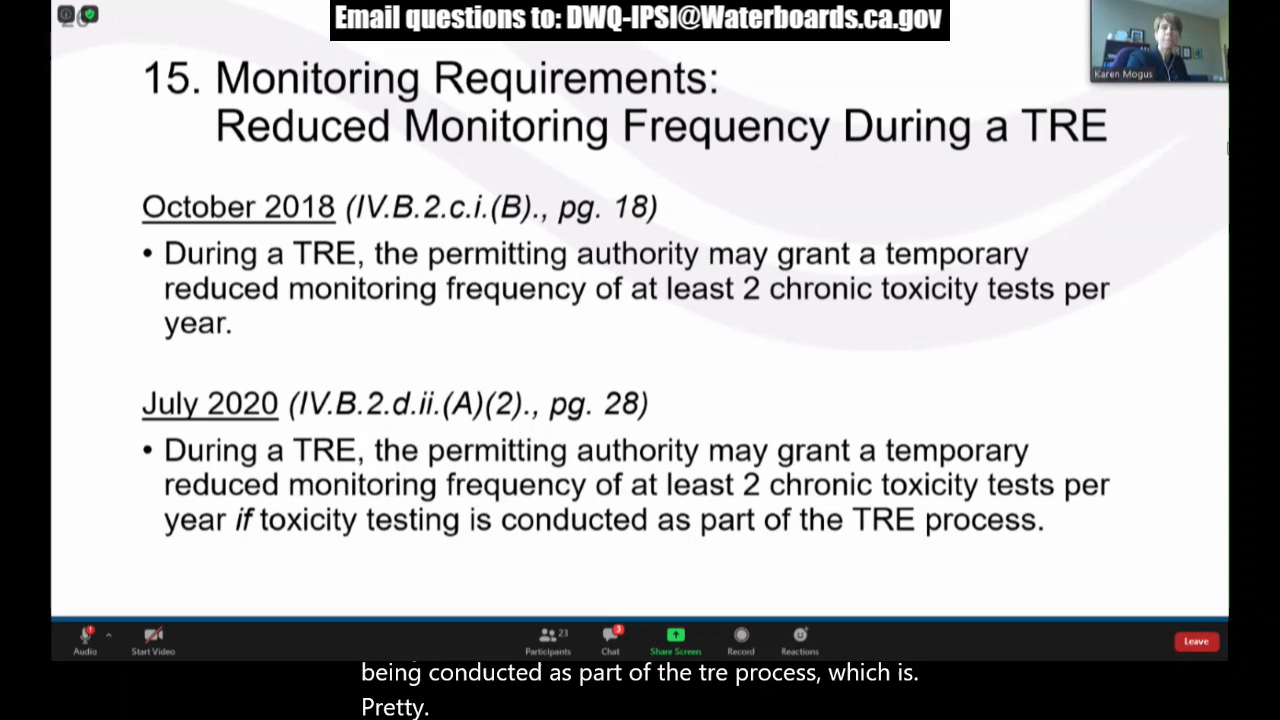 Email questions to: DWQ-IPSI@Waterboards.ca.gov
Karen Mogus
15. Monitoring Requirements:
Reduced Monitoring Frequency During a TRE
October 2018 (IV.B.2.c.i.(B)., pg. 18)
• During a TRE, the permitting authority may grant a temporary
reduced monitoring frequency of at least 2 chronic toxicity tests per
year.
July 2020 (IV.B.2.d.ii.(A)(2)., pg. 28)
• During a TRE, the permitting authority may grant a temporary
reduced monitoring frequency of at least 2 chronic toxicity tests per
year if toxicity testing is conducted as part of the TRE process.
Audio
Start Video
23
Participants
3
Chat
Share Screen
Record
Reactions
Leave
being conducted as part of the tre process, which is.
Pretty.